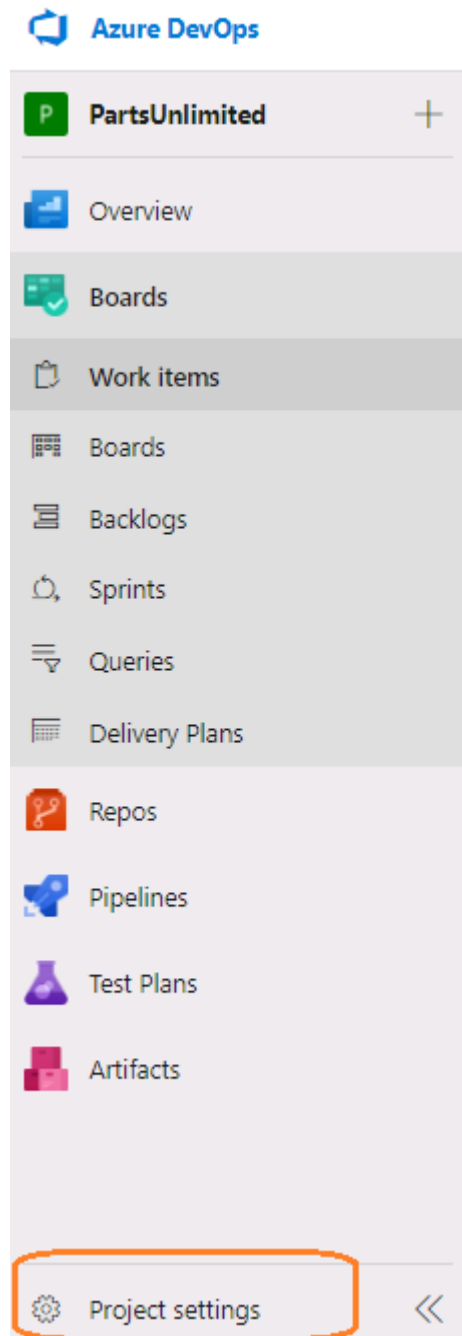 Azure DevOps
P PartsUnlimited
Overview
Boards
Work items
Boards
Backlogs
Sprints
Queries
Delivery Plans
Repos
Pipelines
Test Plans
Artifacts
Project settings